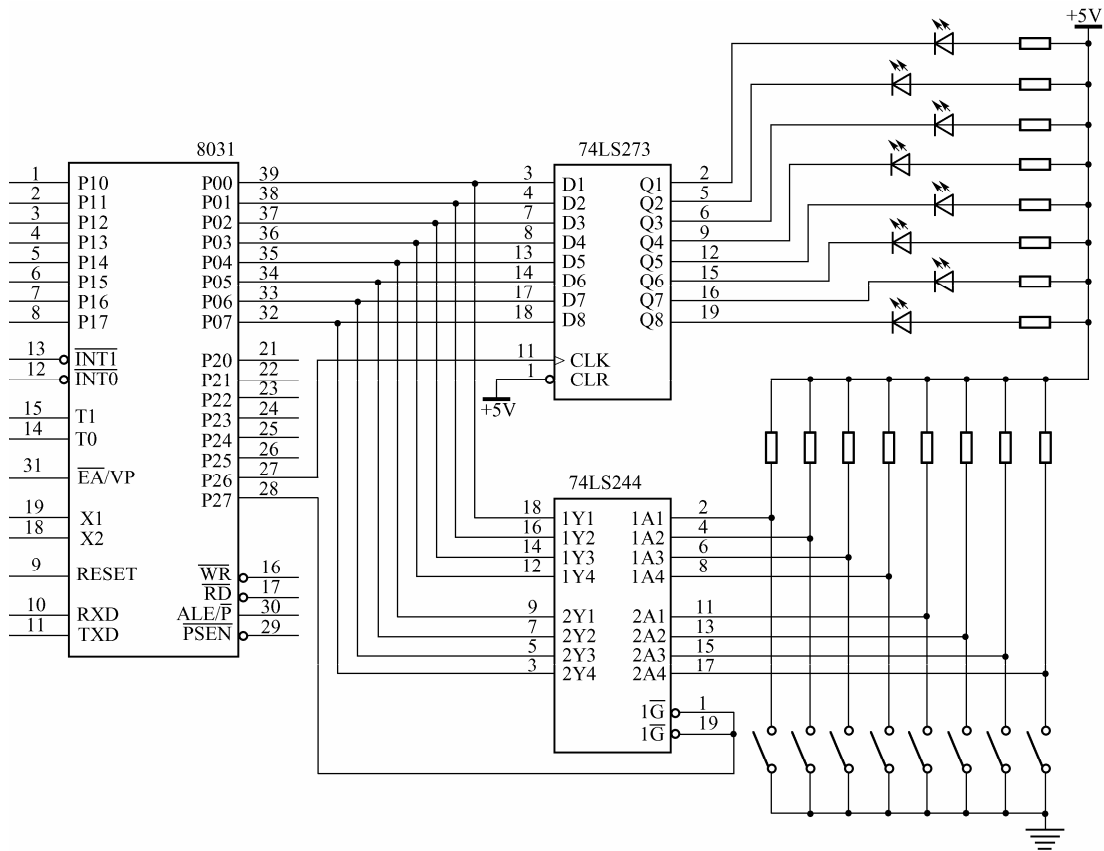 +5V
8031
74LS273
1 P10 P00 39 3 D1 Q1 2
2 P11 P01 38 4 D2 Q2 5
3 P12 P02 37 7 D3 Q3 6
4 P13 P03 36 8 D4 Q4 9
5 P14 P04 35 13 D5 Q5 12
6 P15 P05 34 14 D6 Q6 15
7 P16 P06 33 17 D7 Q7 16
8 P17 P07 32 18 D8 Q8 19
13 INT1 P20 21 11 CLK
12 INT0 P21 22 1 CLR
+5V
P22 23
15 T1 P23 24
14 T0 P24 25
P25 26
31 EA/VP P26 27
P27 28
74LS244
19 X1 18 1Y1 1A1 2
18 X2 16 1Y2 1A2 4
14 1Y3 1A3 6
9 RESET WR 16 12 1Y4 1A4 8
RD 17
10 RXD ALE/P 30 9 2Y1 2A1 11
11 TXD PSEN 29 7 2Y2 2A2 13
5 2Y3 2A3 15
3 2Y4 2A4 17
1G 1
1G 19